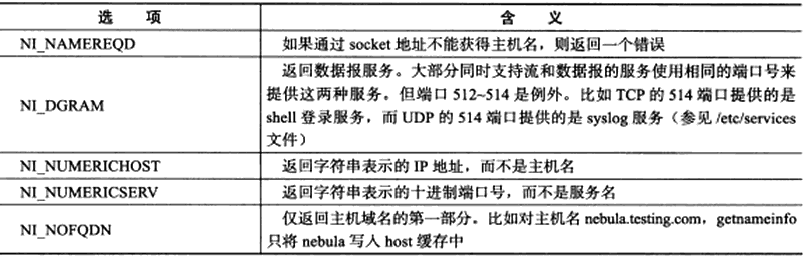 选 项 含 义
NI_NAMEREQD 如果通过 socket 地址不能获得主机名，则返回一个错误
返回数据报服务。大部分同时支持流和数据报的服务使用相同的端口号来
提供这两种服务。但端口 512~514 是例外。比如 TCP 的 514 端口提供的是
NI_DGRAM
shell 登录服务，而 UDP 的 514 端口提供的是 syslog 服务（参见 /etc/services
文件）
NI_NUMERICHOST 返回字符串表示的 IP 地址，而不是主机名
NI_NUMERICSERV 返回字符串表示的十进制端口号，而不是服务名
仅返回主机域名的第一部分。比如对主机名 nebula.testing.com，getnameinfo
NI_NOFQDN
只将 nebula 写入 host 缓存中